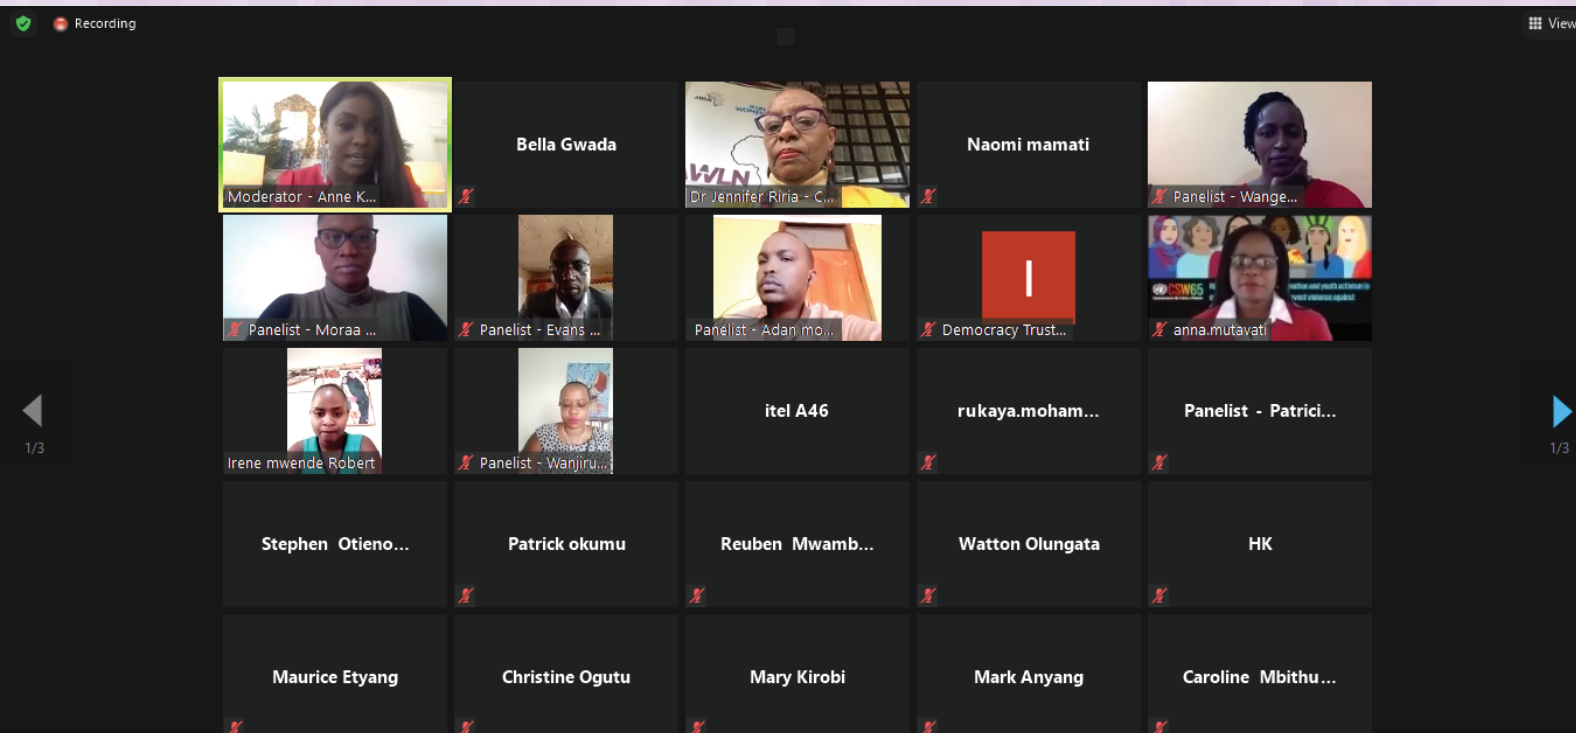 Recording
View
Moderator - Anne K...
Bella Gwada
AWLN
Dr Jennifer Riria - C...
Naomi mamati
Panelist - Wange...
Panelist - Moraa ...
Panelist - Evans ...
Panelist - Adan mo...
I
Democracy Trust...
CSW65
anna.mutavati
Irene mwende Robert
Panelist - Wanjiru...
itel A46
rukaya.moham...
Panelist - Patrici...
1/3
1/3
Stephen Otieno...
Patrick okumu
Reuben Mwamb...
Watton Olungata
HK
Maurice Etyang
Christine Ogutu
Mary Kirobi
Mark Anyang
Caroline Mbithu...